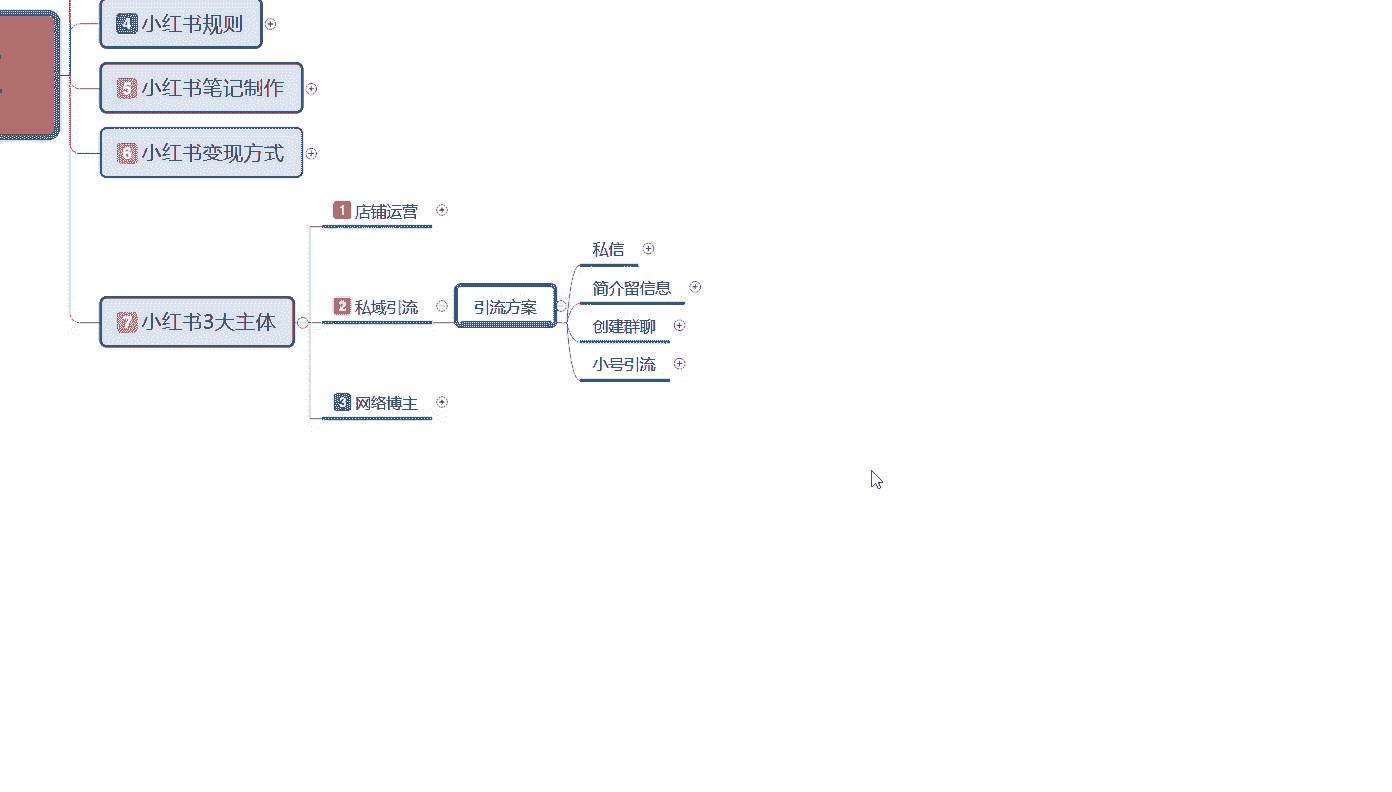 4 小红书规则
5 小红书笔记制作
6 小红书变现方式
7 小红书3大主体
1 店铺运营
2 私域引流
引流方案
私信
简介留信息
创建群聊
小号引流
3 网络博主